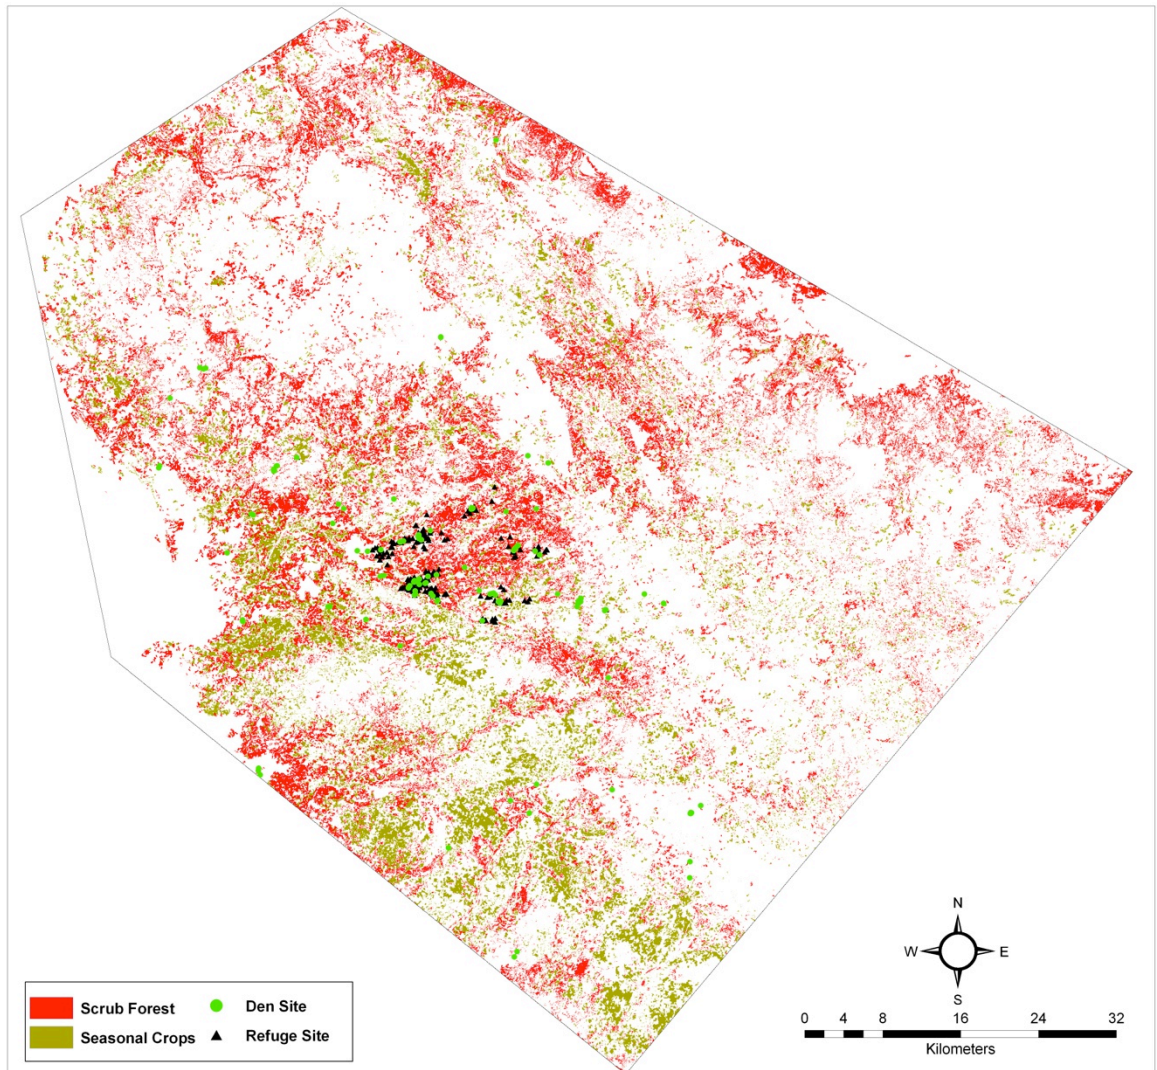 N
W E
S
Scrub Forest Den Site
Seasonal Crops Refuge Site
0 4 8 16 24 32
Kilometers